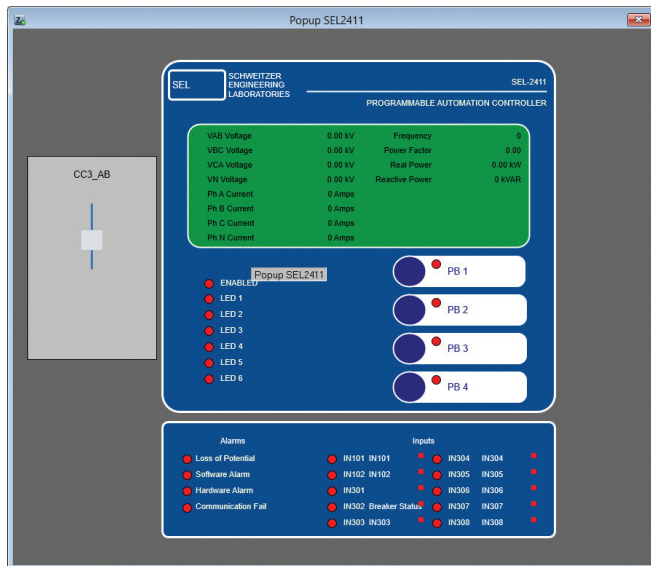 Popup SEL2411
SEL
SCHWEITZER
ENGINEERING
LABORATORIES
SEL-2411
PROGRAMMABLE AUTOMATION CONTROLLER
VAB Voltage 0.00 kV Frequency 0
VBC Voltage 0.00 kV Power Factor 0.00
VCA Voltage 0.00 kV Real Power 0.00 kW
VN Voltage 0.00 kV Reactive Power 0 kVAR
Ph A Current 0 Amps
Ph B Current 0 Amps
Ph C Current 0 Amps
Ph N Current 0 Amps
CC3_AB
Popup SEL2411
ENABLED
LED 1
LED 2
LED 3
LED 4
LED 5
LED 6
PB 1
PB 2
PB 3
PB 4
Alarms
Loss of Potential
Software Alarm
Hardware Alarm
Communication Fail
Inputs
IN101 IN101 IN304 IN304
IN102 IN102 IN305 IN305
IN301 IN306 IN306
IN302 Breaker Status IN307 IN307
IN303 IN303 IN308 IN308